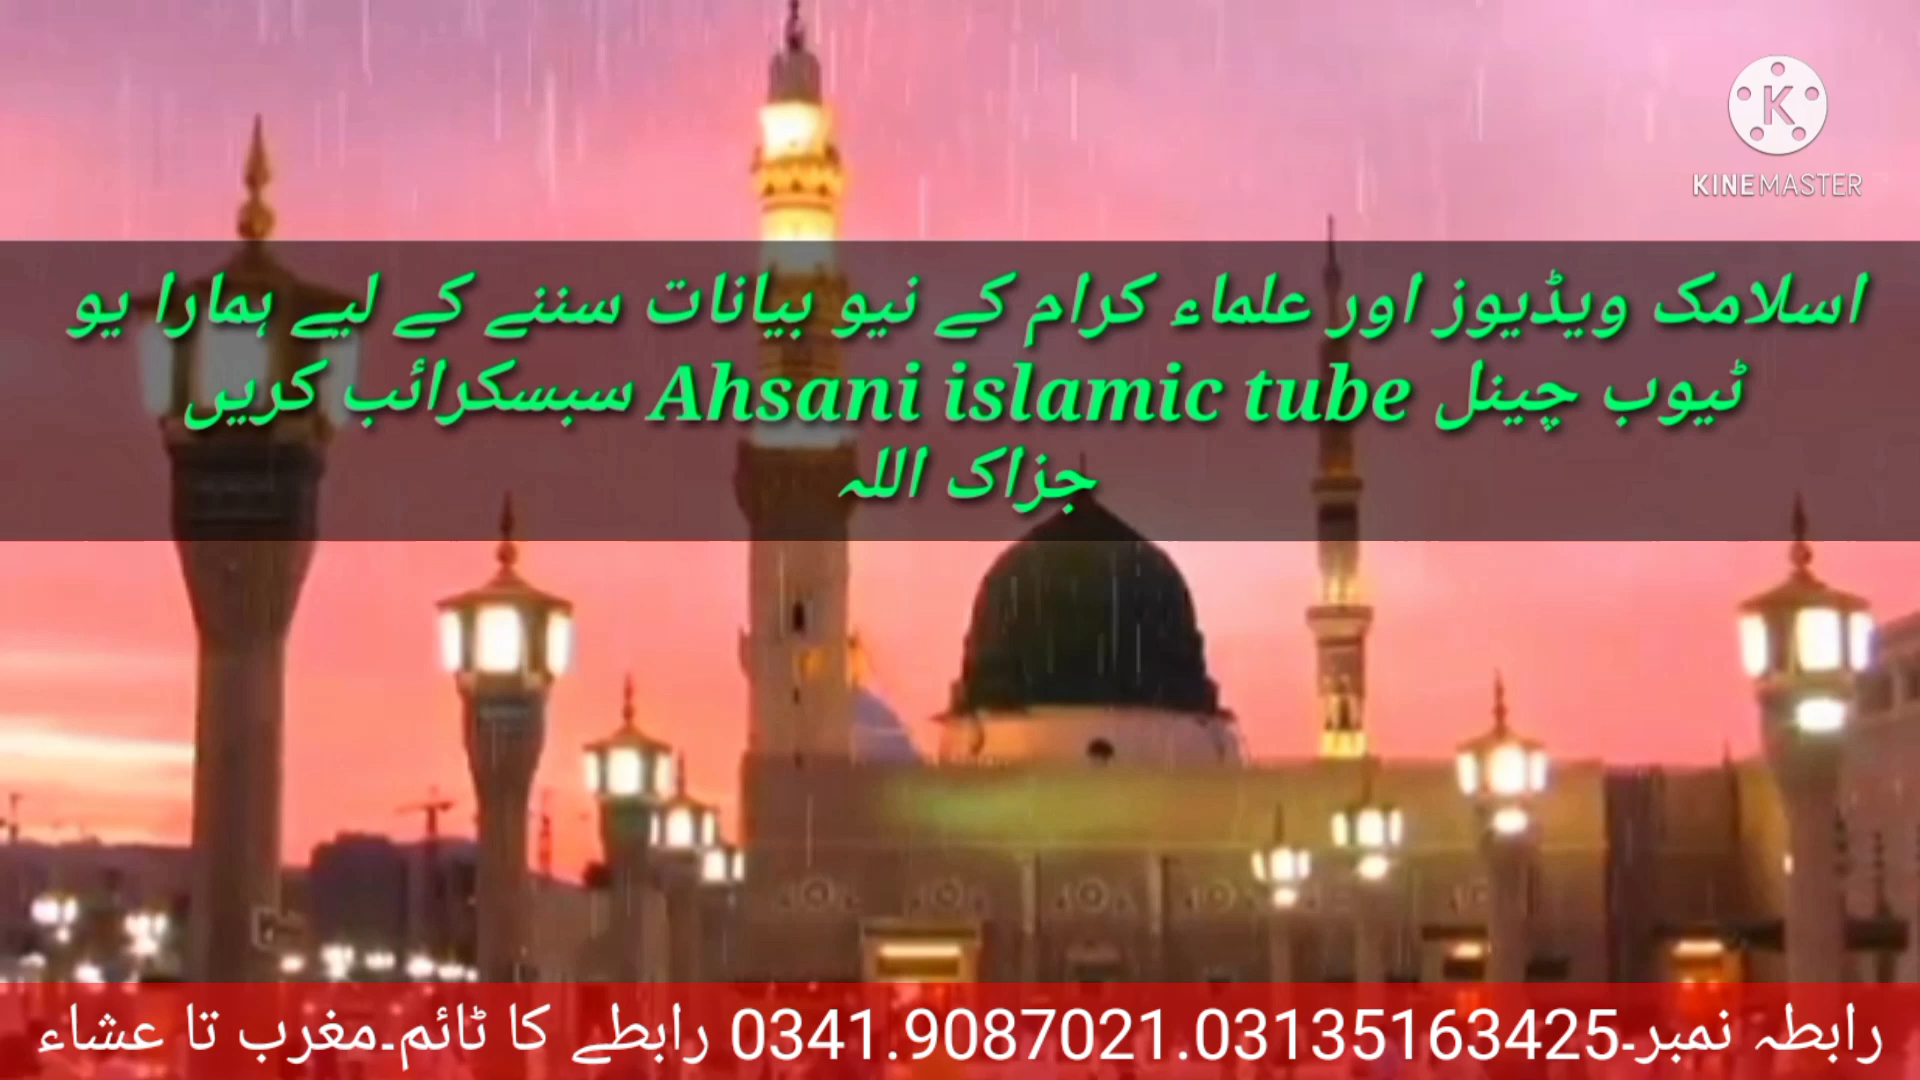 KINEMASTER
اسلامک ویڈیوز اور علماء کرام کے نیو بیانات سننے کے لیے ہمارا یو
ٹیوب چینل Ahsani islamic tube سبسکرائب کریں
جزاک اللہ
رابطہ نمبر۔03135163425.0341.9087021 رابطے کا ٹائم۔مغرب تا عشاء